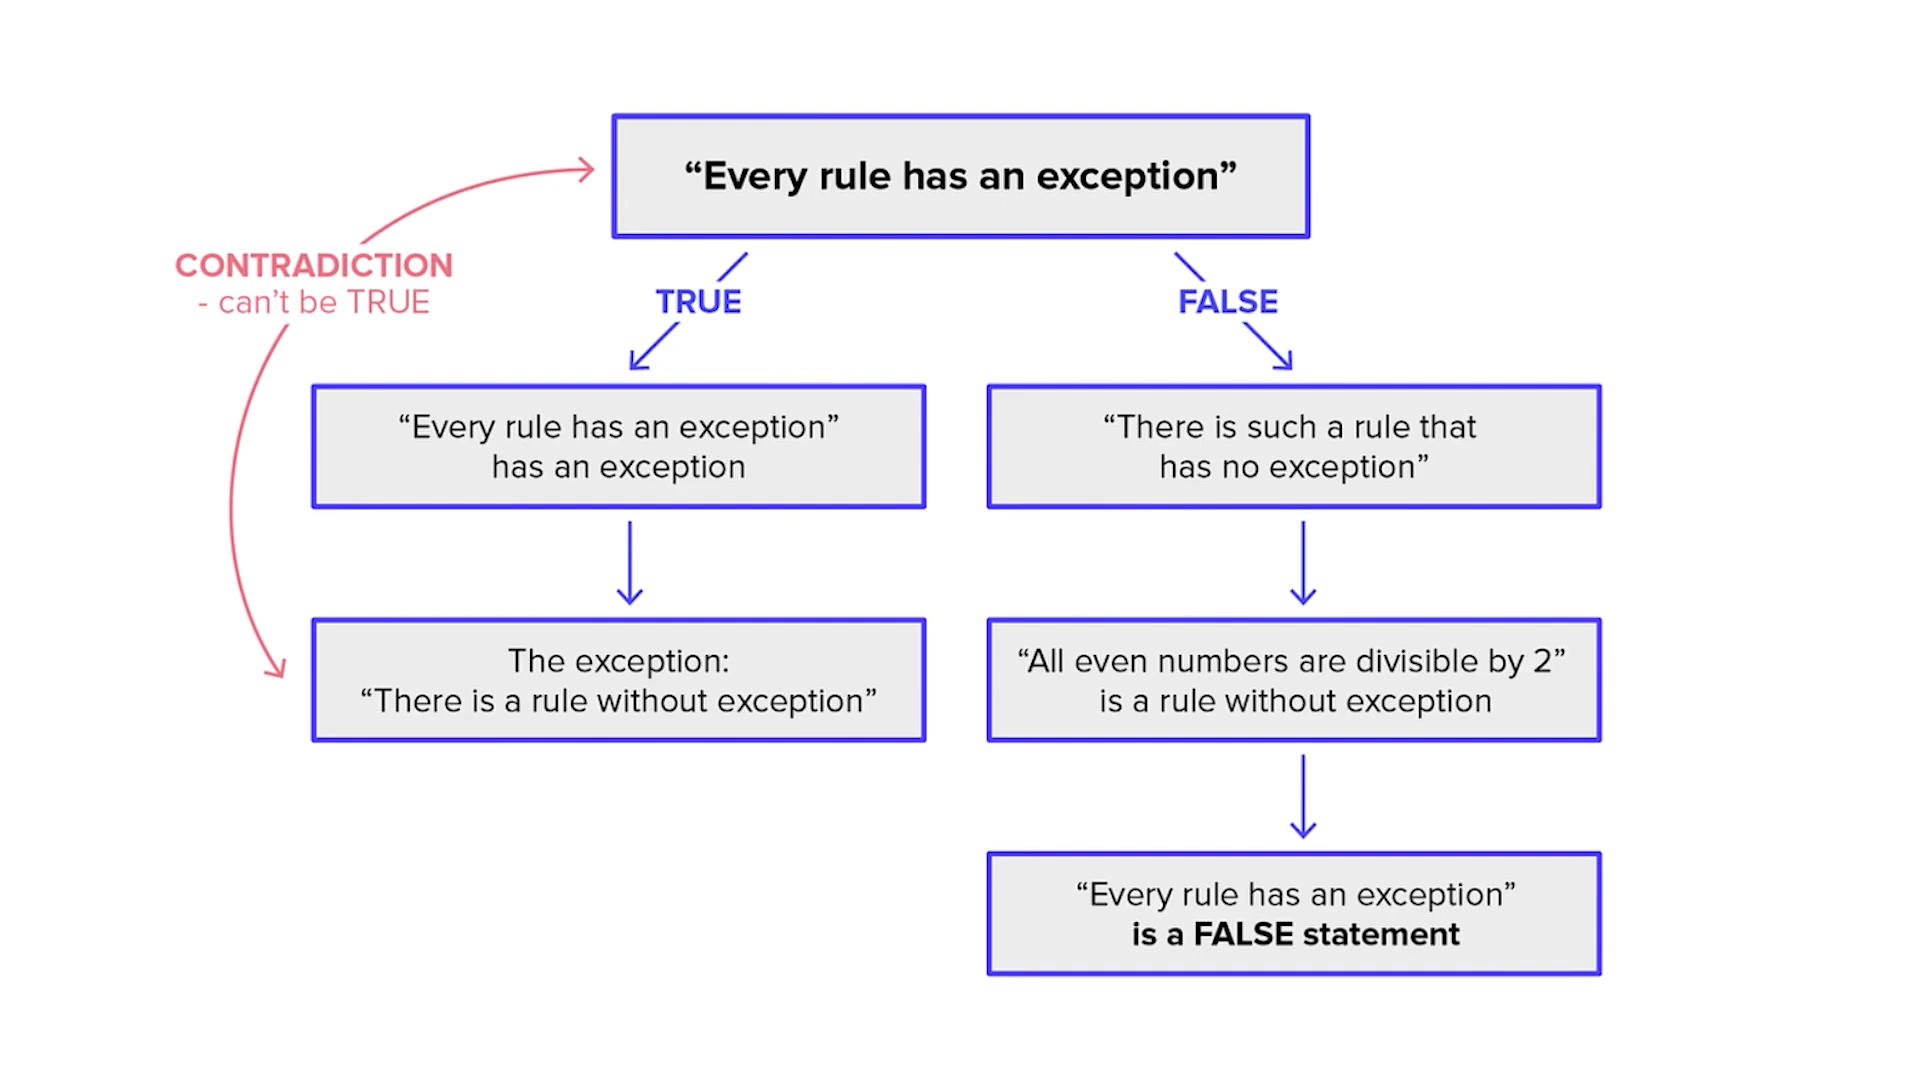 “Every rule has an exception”
CONTRADICTION
- can’t be TRUE
TRUE
FALSE
“Every rule has an exception”
has an exception
“There is such a rule that
has no exception”
The exception:
“There is a rule without exception”
“All even numbers are divisible by 2”
is a rule without exception
“Every rule has an exception”
is a FALSE statement